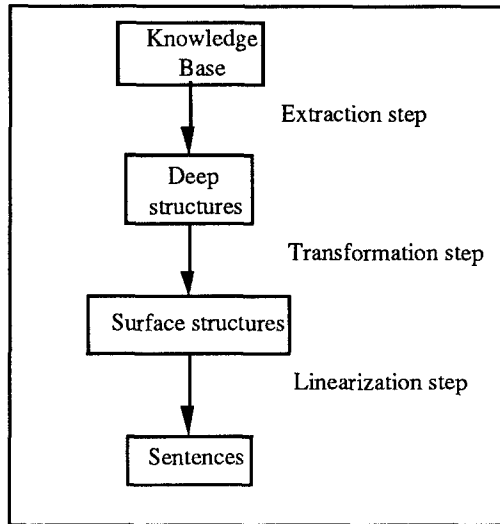 Knowledge
Base
Extraction step
Deep
structures
Transformation step
Surface structures
Linearization step
Sentences